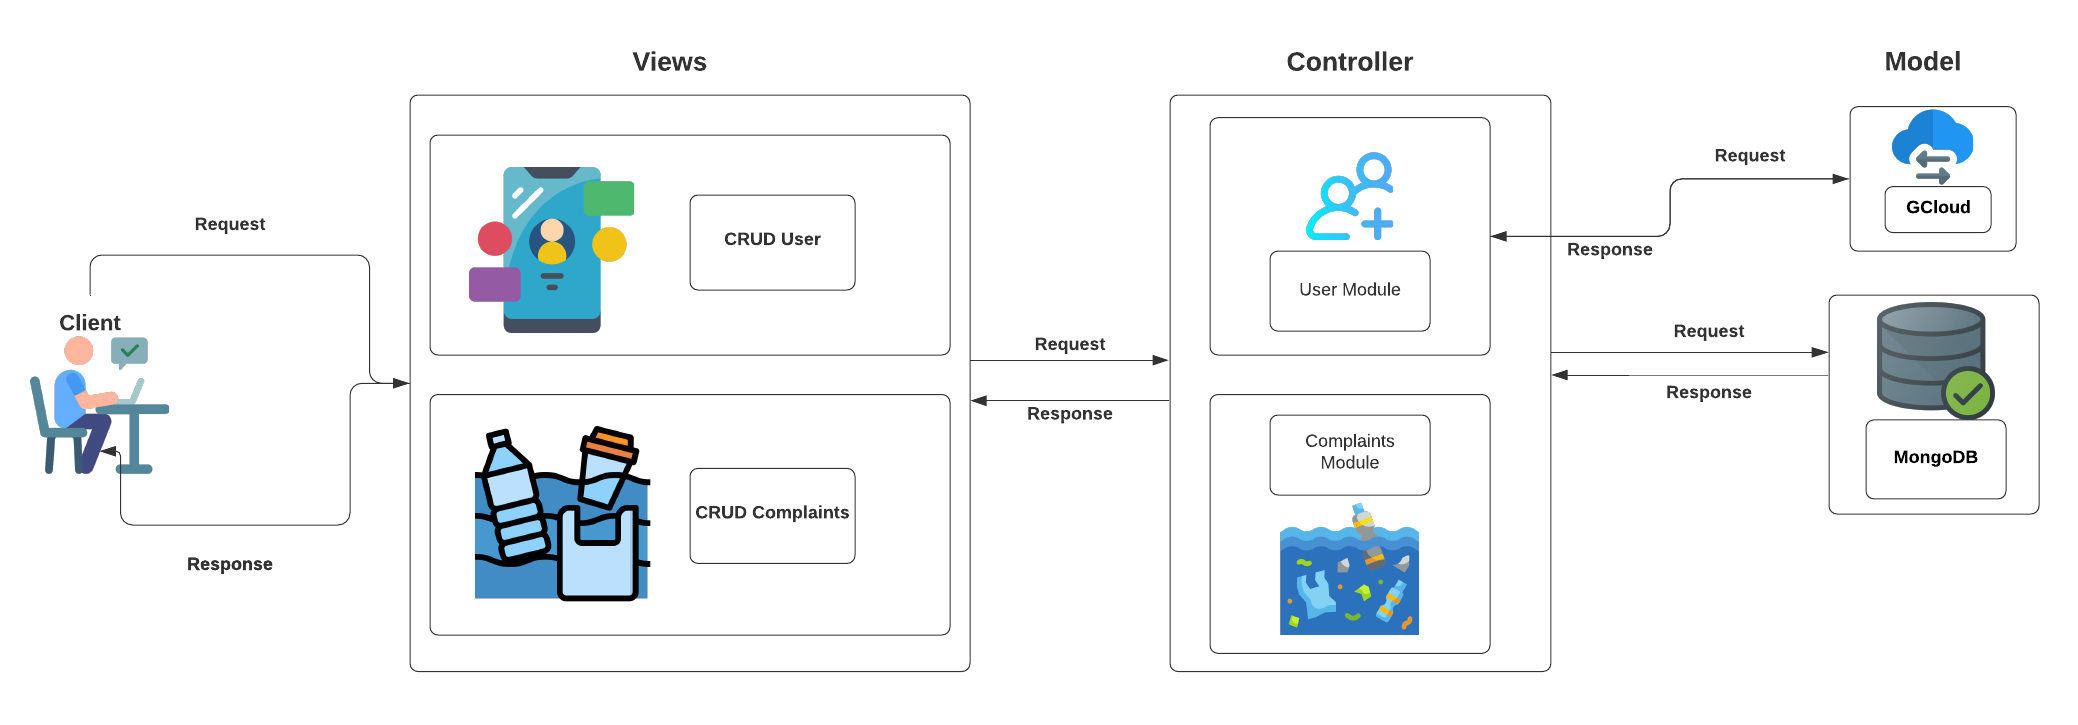 Views
Controller
Model
Request
Client
Response
CRUD User
CRUD Complaints
Request
Response
User Module
Complaints
Module
Request
Response
GCloud
Request
Response
MongoDB